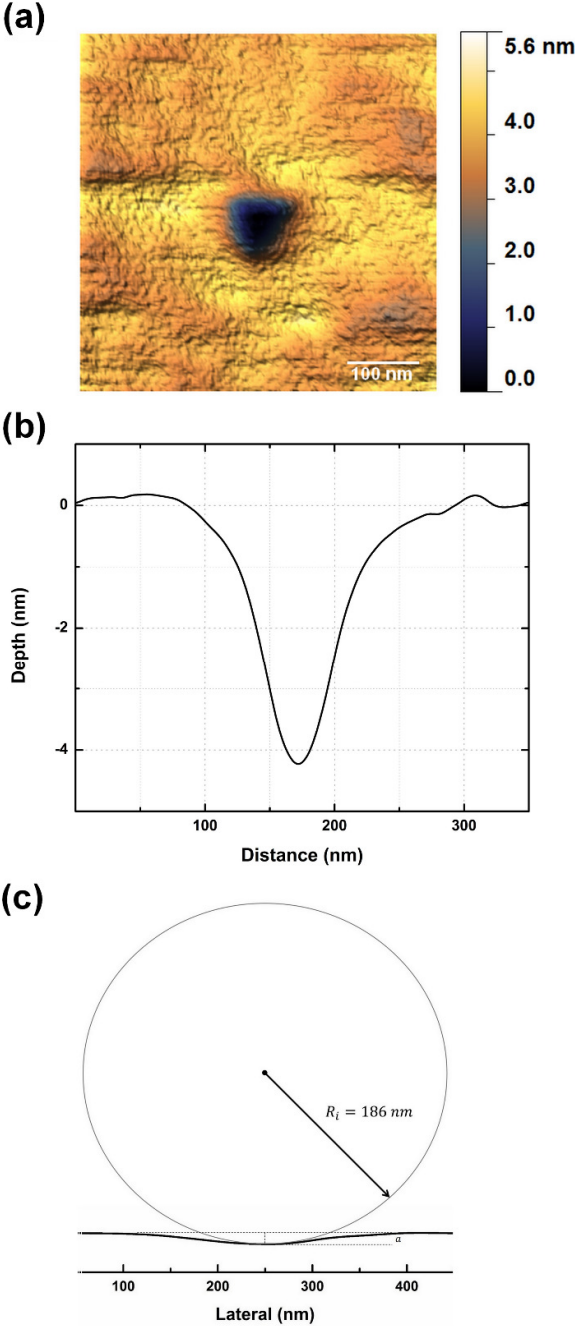 (a)
5.6 nm
4.0
3.0
2.0
1.0
0.0
100 nm
(b)
0
-2
-4
Depth (nm)
100
200
300
Distance (nm)
(c)
R_i = 186 nm
a
100
200
300
400
Lateral (nm)